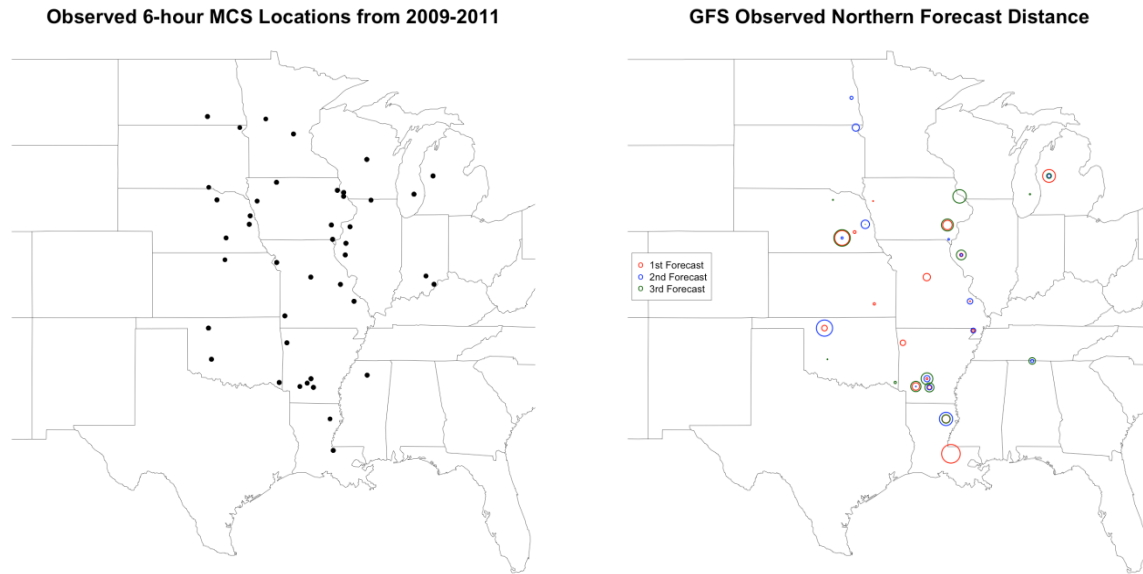 Observed 6-hour MCS Locations from 2009-2011
GFS Observed Northern Forecast Distance
1st Forecast
2nd Forecast
3rd Forecast